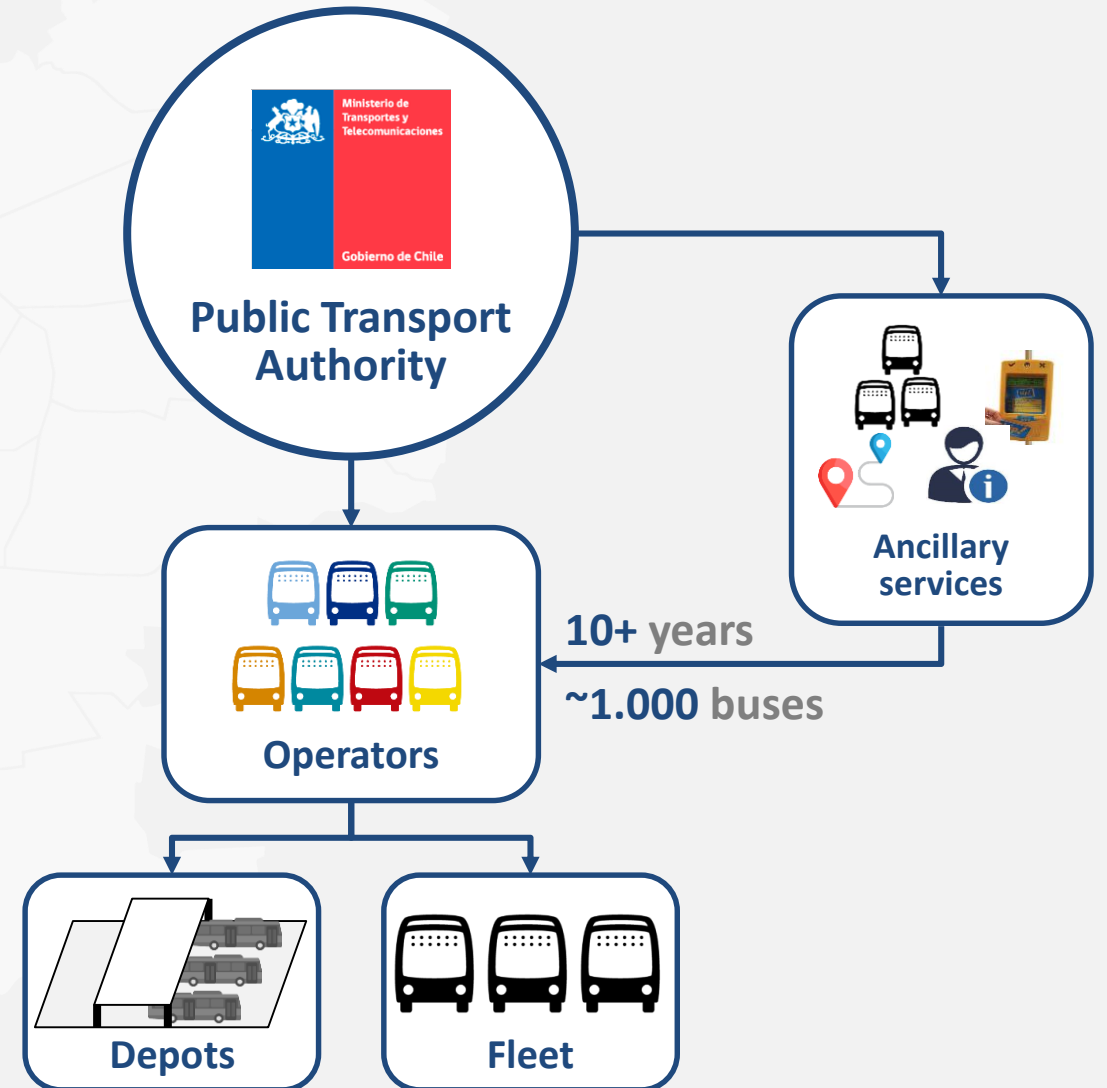 Ministerio de
Transportes y
Telecomunicaciones
Gobierno de Chile
Public Transport
Authority
Ancillary
services
10+ years
~1.000 buses
Operators
Depots
Fleet